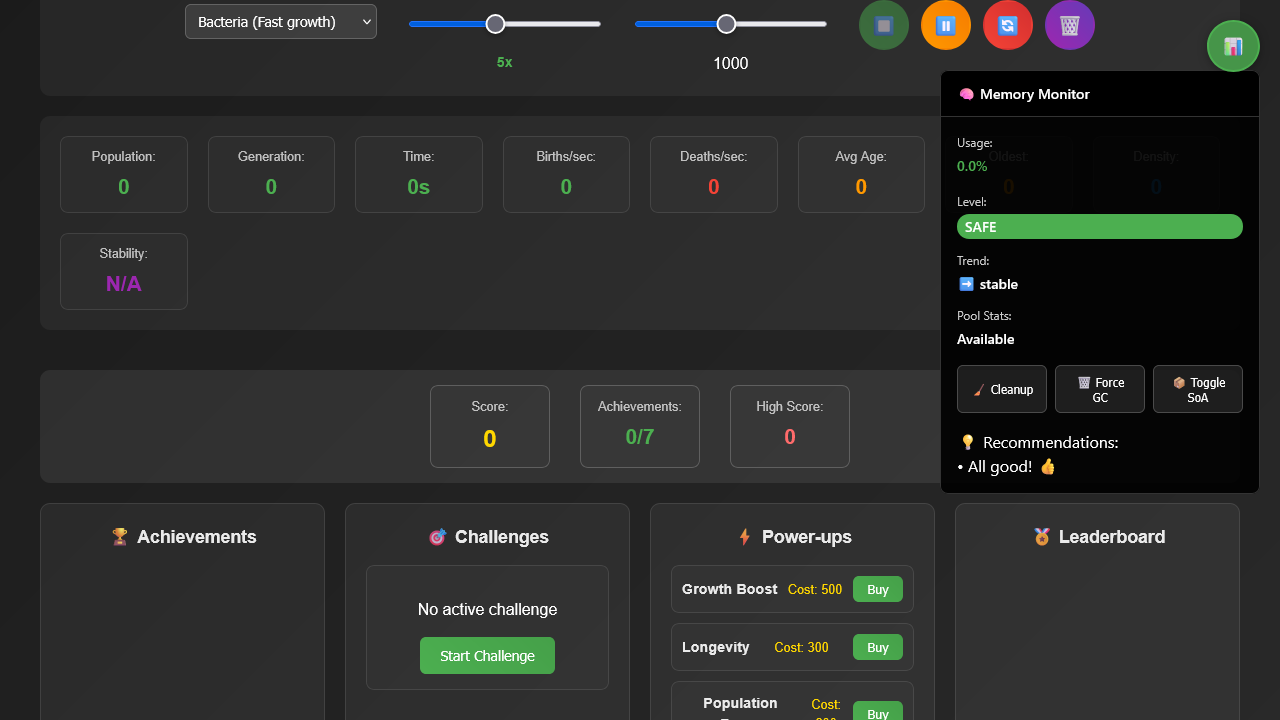 Bacteria (Fast growth)
5x
1000
🧠 Memory Monitor
Usage:
0.0%
Level:
SAFE
Trend:
➡️ stable
Pool Stats:
Available
🧹 Cleanup
🗑️ Force GC
📦 Toggle SoA
💡 Recommendations:
• All good! 👍
Population:
0
Generation:
0
Time:
0s
Births/sec:
0
Deaths/sec:
0
Avg Age:
0
Oldest:
0
Density:
0
Stability:
N/A
Score:
0
Achievements:
0/7
High Score:
0
🏆 Achievements
🎯 Challenges
No active challenge
Start Challenge
⚡ Power-ups
Growth Boost Cost: 500 Buy
Longevity Cost: 300 Buy
Population Cost:
Buy
🏅 Leaderboard